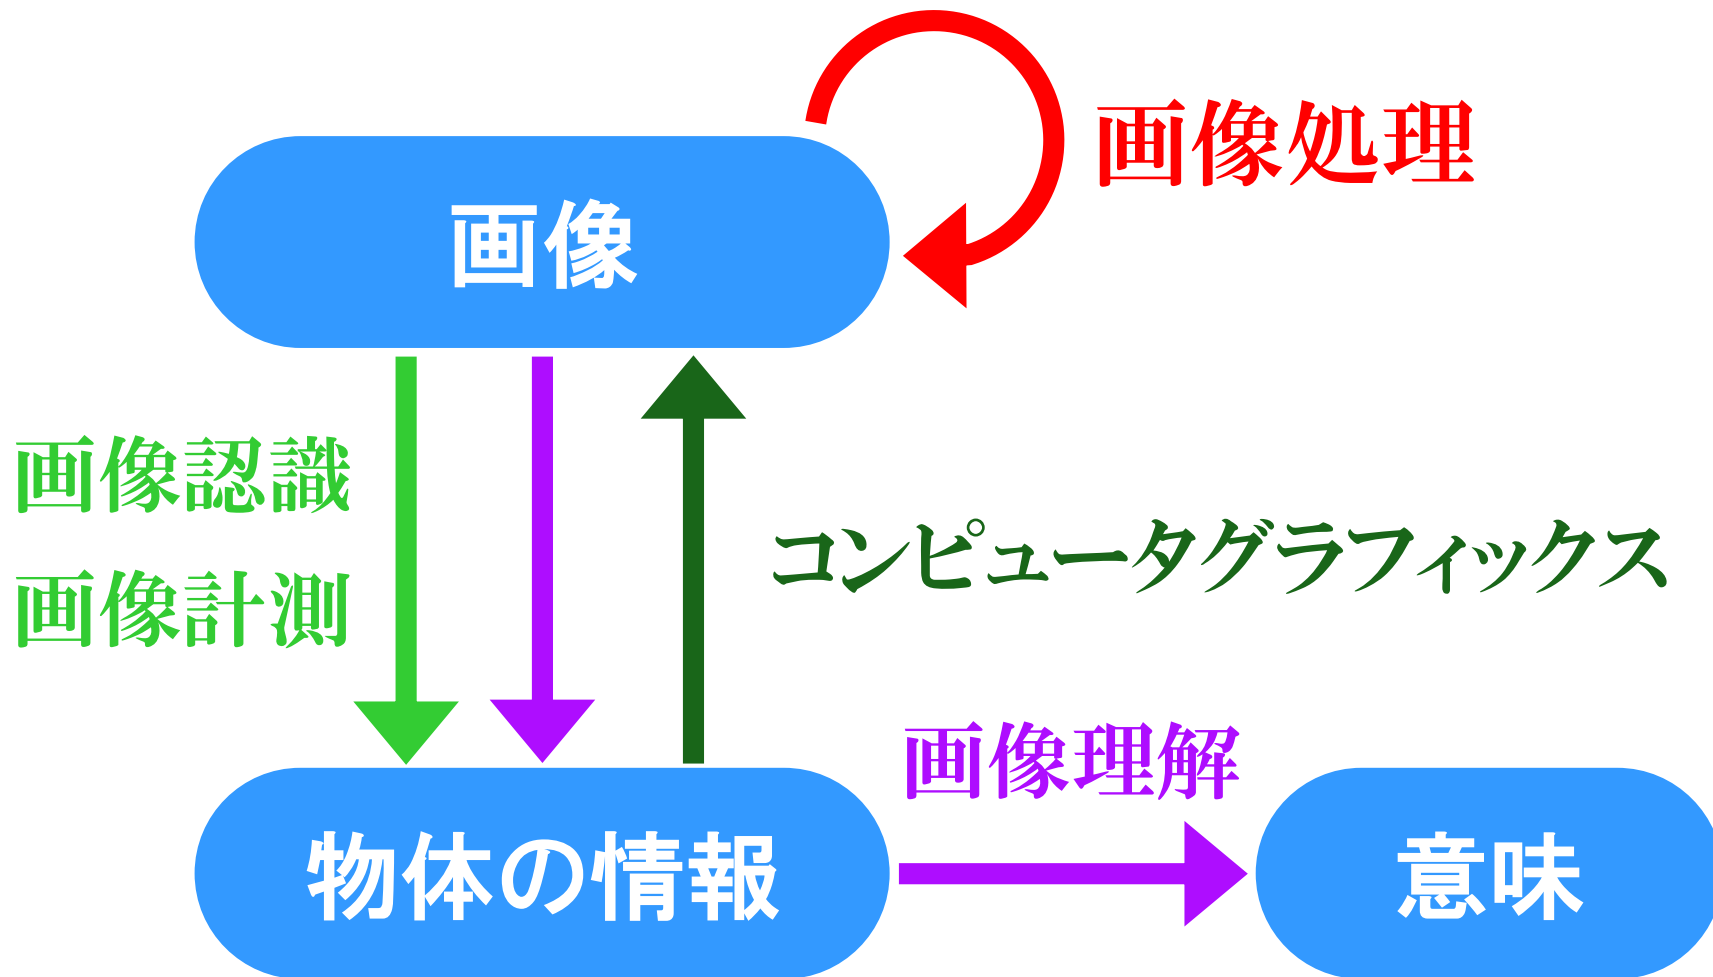 画像処理
画像
画像認識
画像計測
コンピュータグラフィックス
画像理解
物体の情報
意味